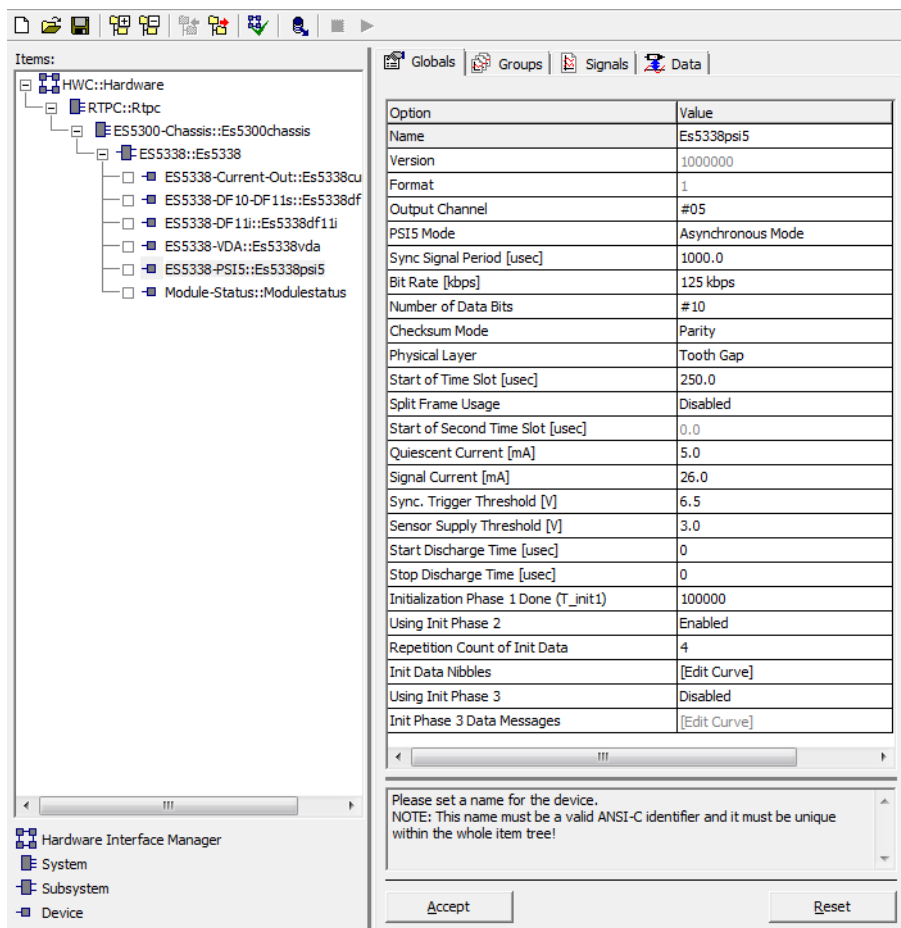 Items:
HWC::Hardware
RTPC::Rtpc
ES5300-Chassis::Es5300chassis
ES5338::Es5338
ES5338-Current-Out::Es5338cu
ES5338-DF10-DF11s::Es5338df
ES5338-DF11i::Es5338df11i
ES5338-VDA::Es5338vda
ES5338-PSI5::Es5338psi5
Module-Status::Modulestatus
Hardware Interface Manager
System
Subsystem
Device
Globals Groups Signals Data
Option Value
Name Es5338psi5
Version 1000000
Format 1
Output Channel #05
PSI5 Mode Asynchronous Mode
Sync Signal Period [usec] 1000.0
Bit Rate [kbps] 125 kbps
Number of Data Bits #10
Checksum Mode Parity
Physical Layer Tooth Gap
Start of Time Slot [usec] 250.0
Split Frame Usage Disabled
Start of Second Time Slot [usec] 0.0
Quiescent Current [mA] 5.0
Signal Current [mA] 26.0
Sync. Trigger Threshold [V] 6.5
Sensor Supply Threshold [V] 3.0
Start Discharge Time [usec] 0
Stop Discharge Time [usec] 0
Initialization Phase 1 Done (T_init1) 100000
Using Init Phase 2 Enabled
Repetition Count of Init Data 4
Init Data Nibbles [Edit Curve]
Using Init Phase 3 Disabled
Init Phase 3 Data Messages [Edit Curve]
Please set a name for the device.
NOTE: This name must be a valid ANSI-C identifier and it must be unique
within the whole item tree!
Accept Reset